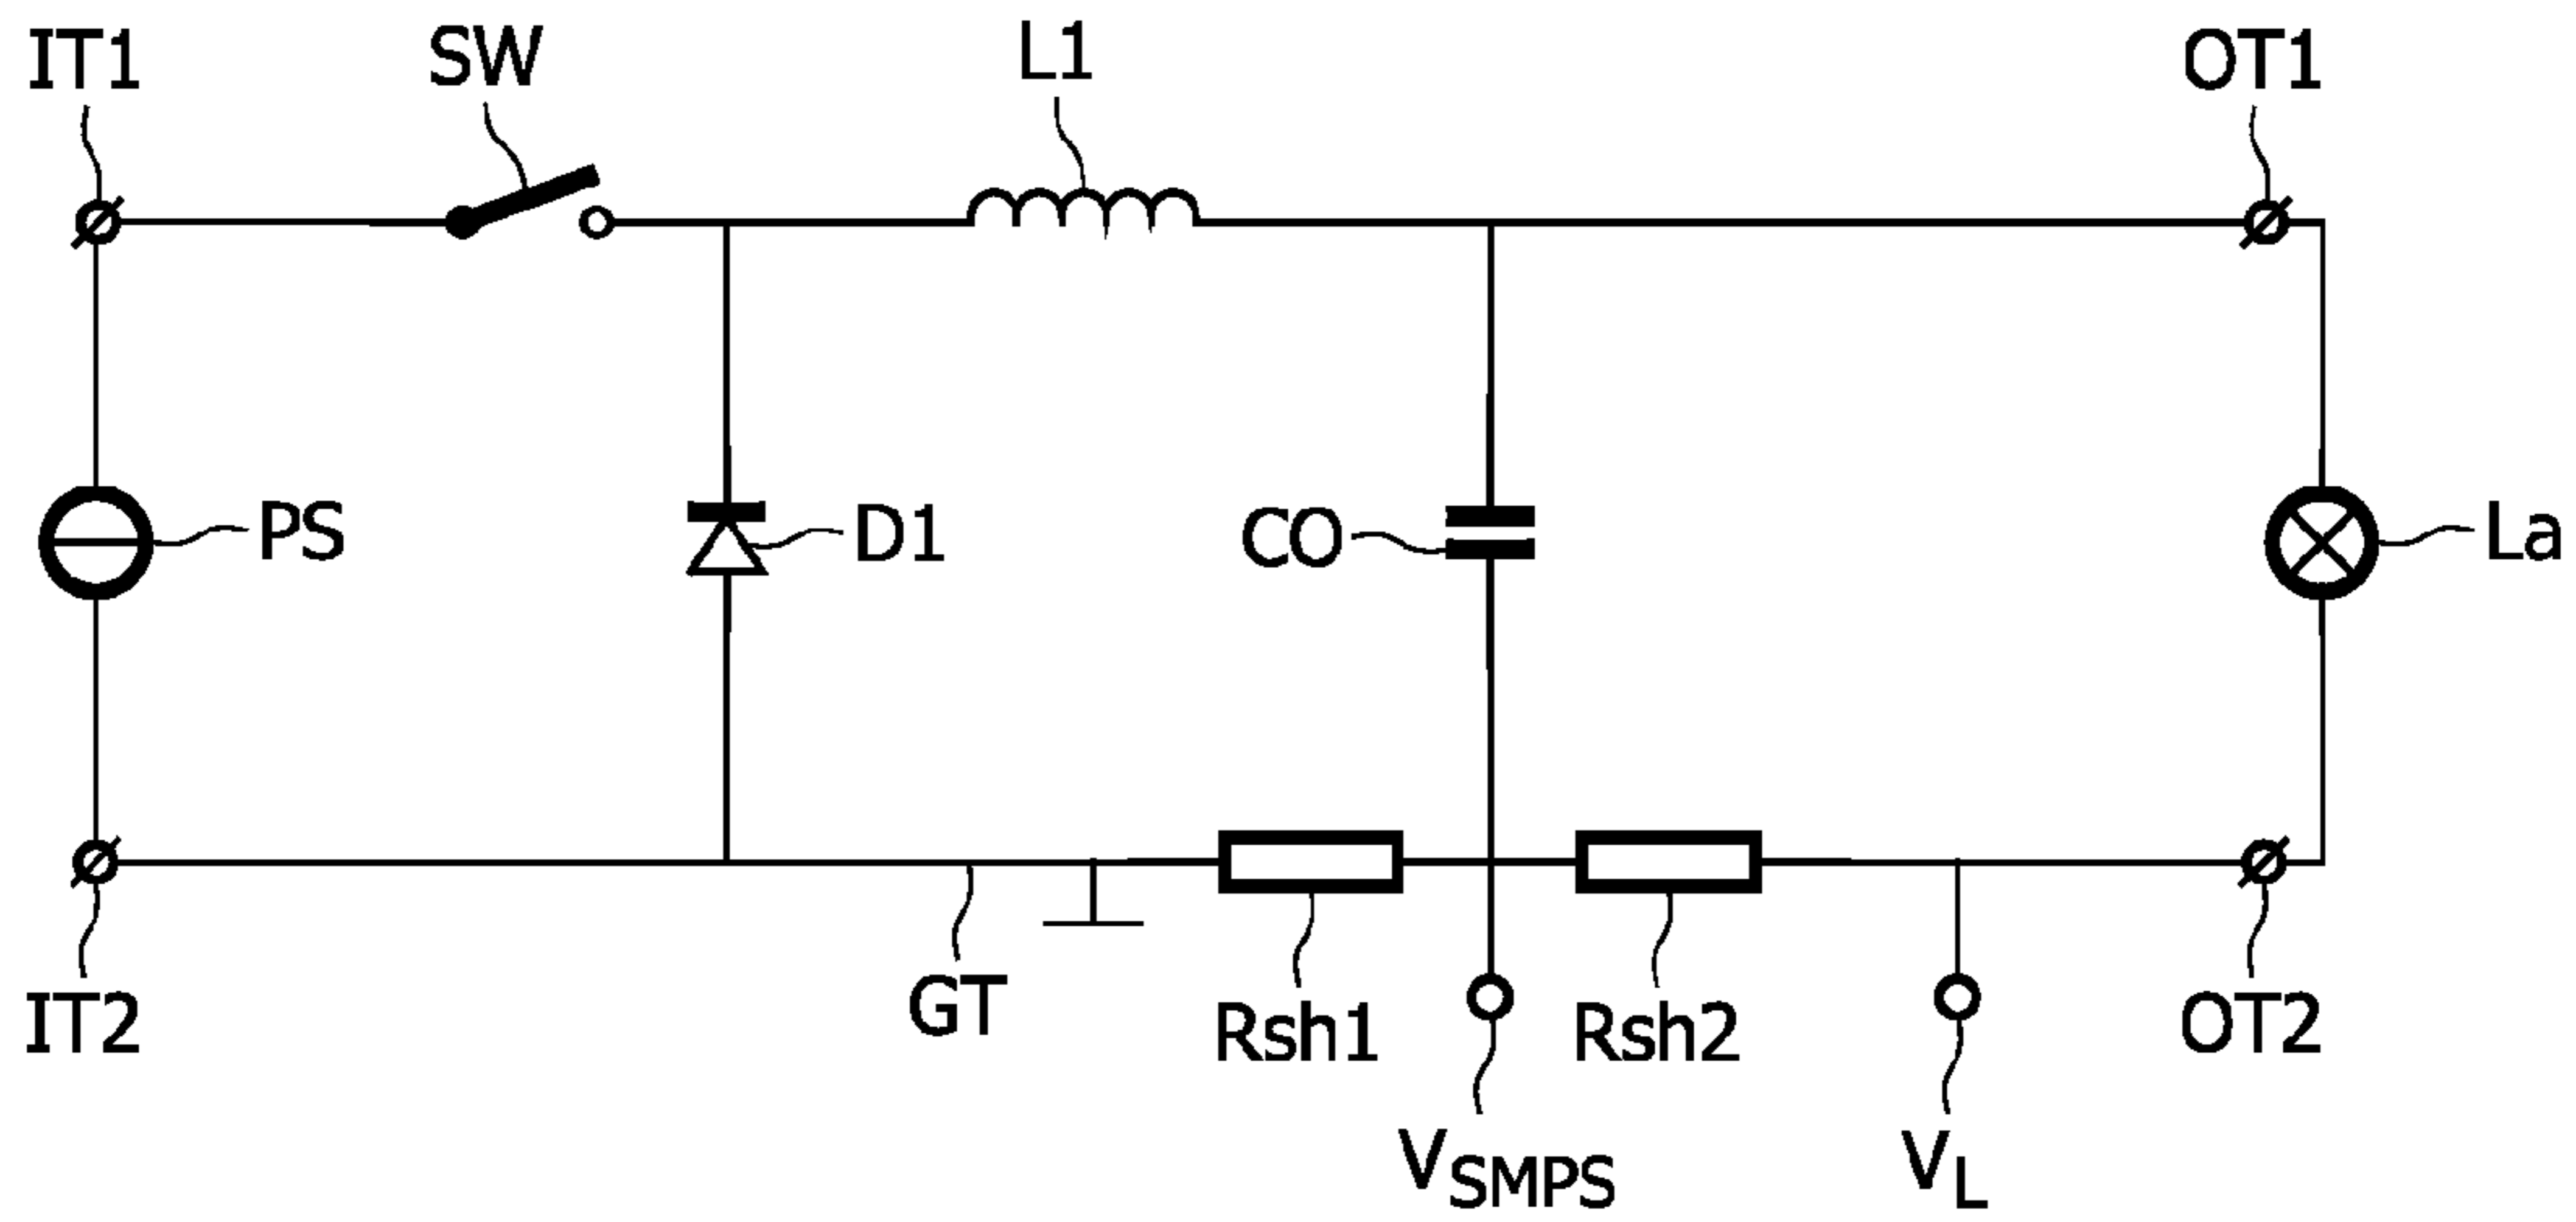 IT1
SW
L1
OT1
PS
D1
CO
La
IT2
GT
Rsh1
Rsh2
OT2
VSMPS
VL